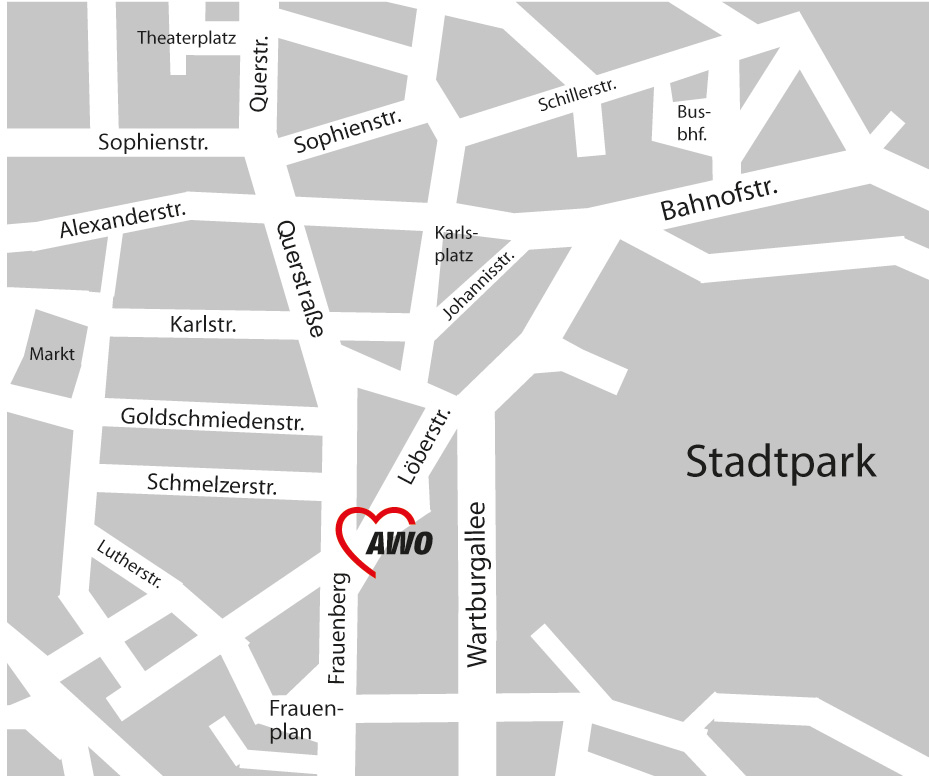 Theaterplatz
Querstr.
Schillerstr.
Bus-
bhf.
Sophienstr.
Sophienstr.
Bahnofstr.
Alexanderstr.
Karls-
platz
Johannisstr.
Querstraße
Karlstr.
Markt
Goldschmiedenstr.
Löberstr.
Stadtpark
Schmelzerstr.
AWO
Wartburgallee
Lutherstr.
Frauenberg
Frauen-
plan